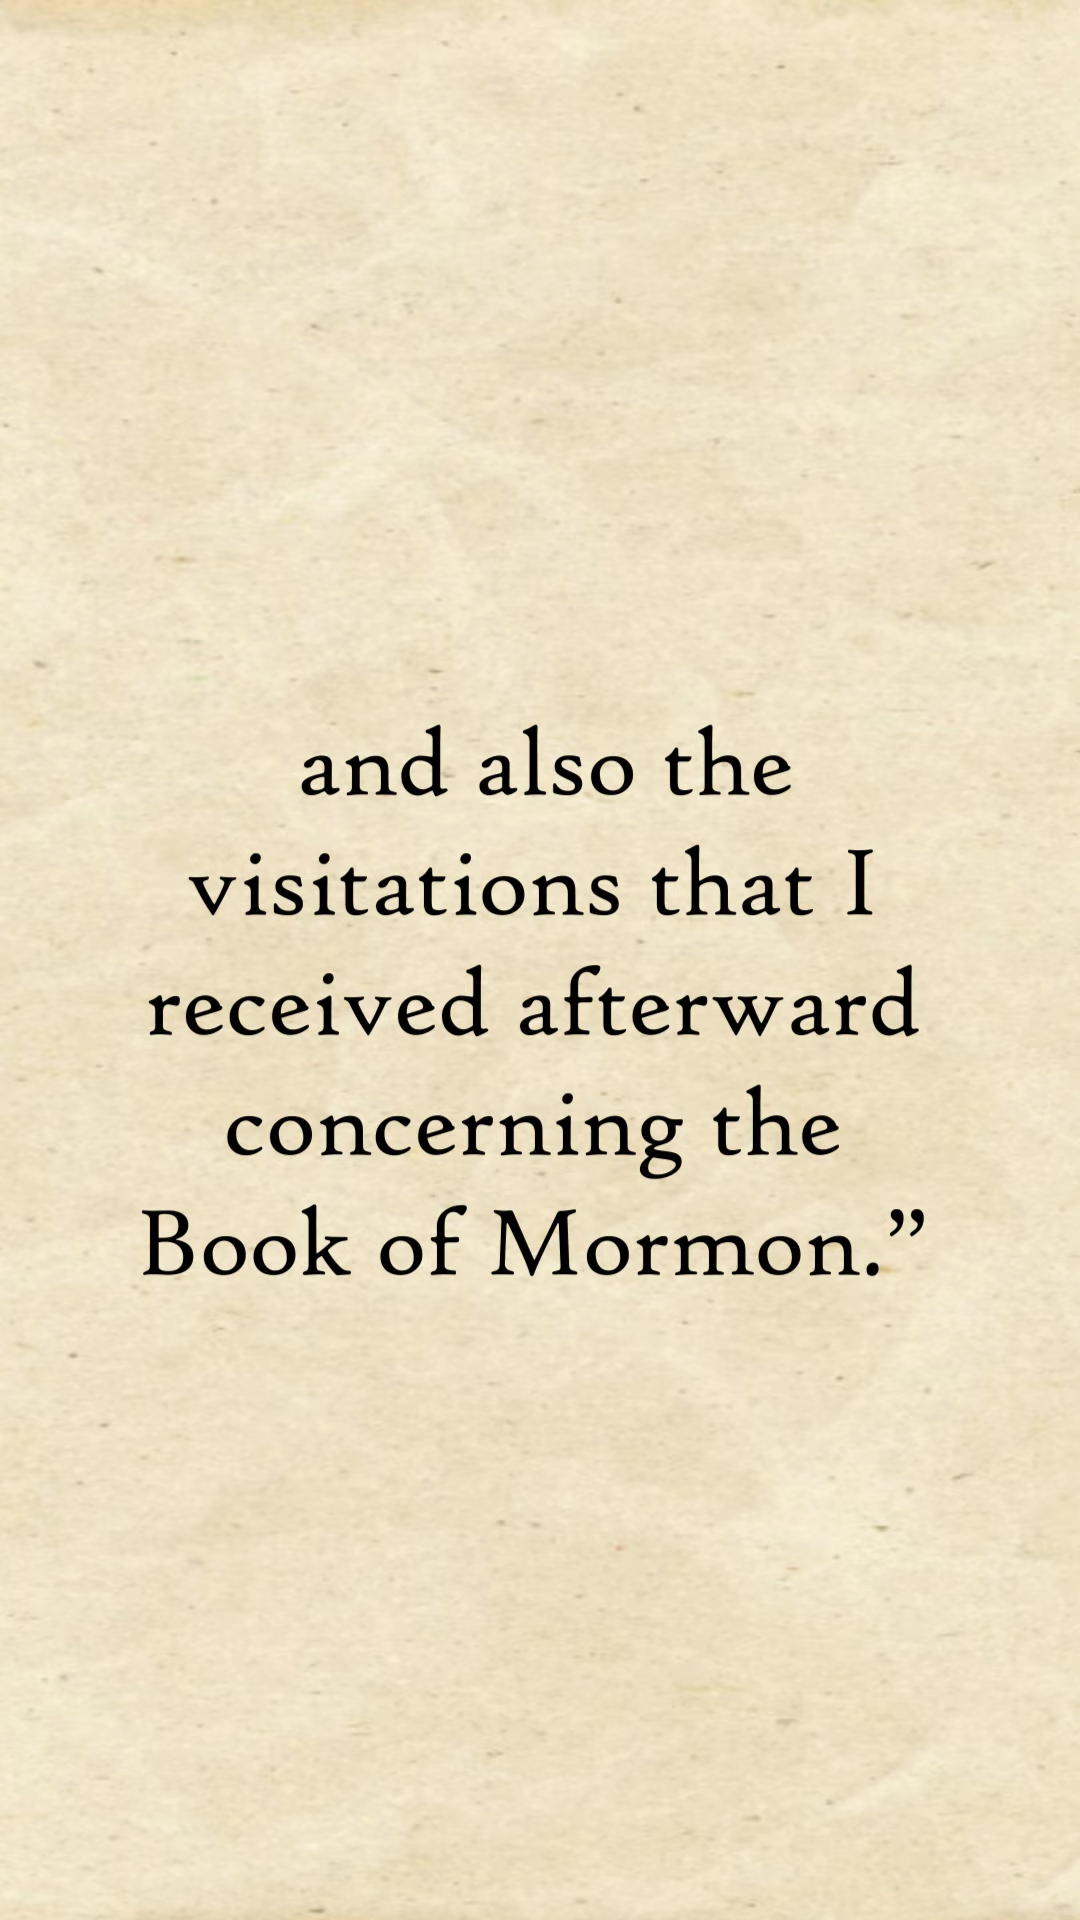 and also the
visitations that I
received afterward
concerning the
Book of Mormon.”